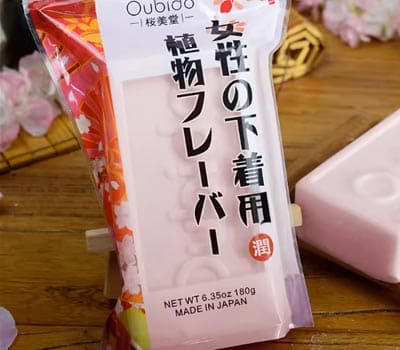 Oubido
桜美堂
女性の下着用
植物フレーバー
潤
NET WT 6.35oz 180g
MADE IN JAPAN